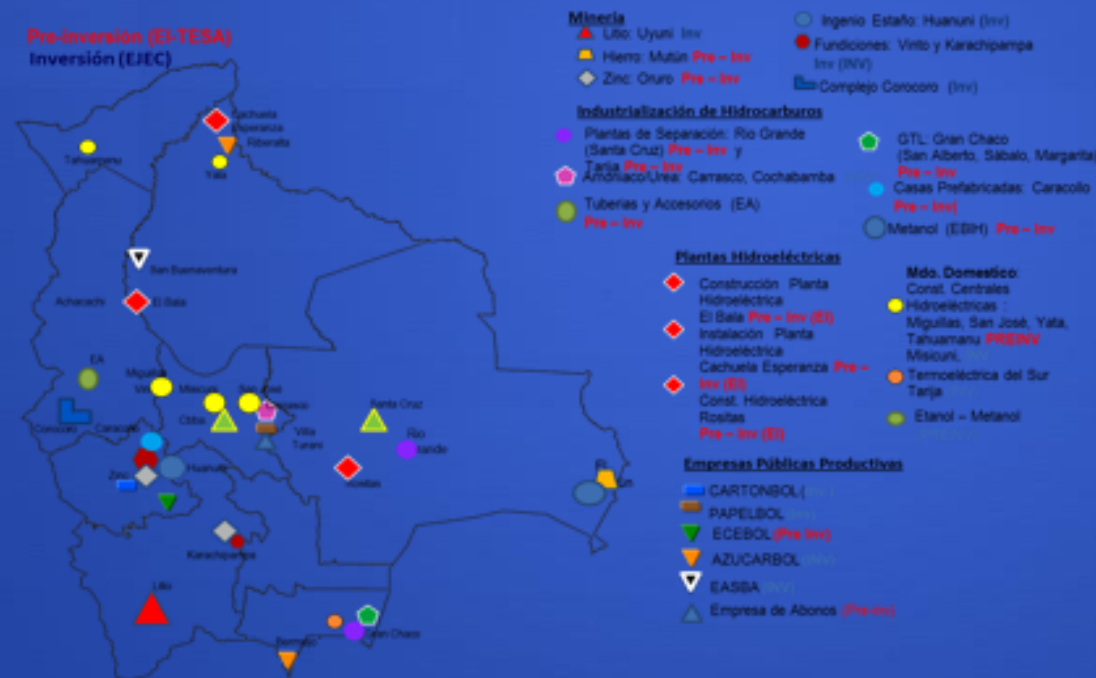 Pre-inversión (EI-TESA)
Inversión (EJEC)
Minería
Litio: Uyuni Inv
Hierro: Mutún Pre – Inv
Zinc: Oruro Pre – Inv
Ingenio Estaño: Huanuni (Inv)
Fundiciones: Vinto y Karachipampa
Inv (INV)
Complejo Corocoro (Inv)
Industrialización de Hidrocarburos
Plantas de Separación: Rio Grande
(Santa Cruz) Pre – Inv y
Tarija Pre – Inv
Amoniaco/Urea: Carrasco, Cochabamba
Tuberias y Accesorios (EA)
Pre – Inv
GTL: Gran Chaco
(San Alberto, Sábalo, Margarita)
Pre – Inv
Casas Prefabricadas: Caracollo
Pre – Inv(
Metanol (EBIH) Pre – Inv
Plantas Hidroeléctricas
Construcción Planta
Hidroeléctrica
El Bala Pre – Inv (EI)
Instalación Planta
Hidroeléctrica
Cachuela Esperanza Pre –
Inv (EI)
Const. Hidroeléctrica
Rositas
Pre – Inv (EI)
Mdo. Domestico:
Const. Centrales
Hidroeléctricas :
Miguillas, San José, Yata,
Tahuamanu PREINV
Misicuni,
Termoeléctrica del Sur
Tarija
Etanol – Metanol
Empresas Públicas Productivas
CARTONBOL (Inv)
PAPELBOL (Inv)
ECEBOL (Pre Inv)
AZUCARBOL (INV)
EASBA (INV)
Empresa de Abonos (Pre-inv)
Cachuela
Esperanza
Riberalta
Tahuamanu
Yata
San Buenaventura
Achacachi
El Bala
EA
Miguillas
Misicuni
San José
Santa Cruz
Corocoro
Caracollo
Cbba
Villa
Tunari
Rio
Grande
Zinc
Huanuni
Rositas
Karachipampa
Litio
Gran Chaco
Bermejo